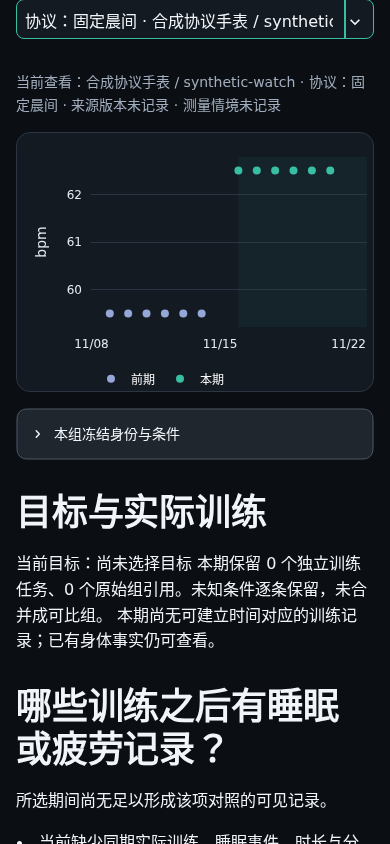 协议：固定晨间 · 合成协议手表 / synthetic
当前查看：合成协议手表 / synthetic-watch · 协议：固
定晨间 · 来源版本未记录 · 测量情境未记录
bpm
62
61
60
11/08
11/15
11/22
前期
本期
本组冻结身份与条件
目标与实际训练
当前目标：尚未选择目标 本期保留 0 个独立训练
任务、0 个原始组引用。未知条件逐条保留，未合
并成可比组。 本期尚无可建立时间对应的训练记
录；已有身体事实仍可查看。
哪些训练之后有睡眠
或疲劳记录？
所选期间尚无足以形成该项对照的可见记录。
• 当前缺少同期实际训练、睡眠事件、时长与分